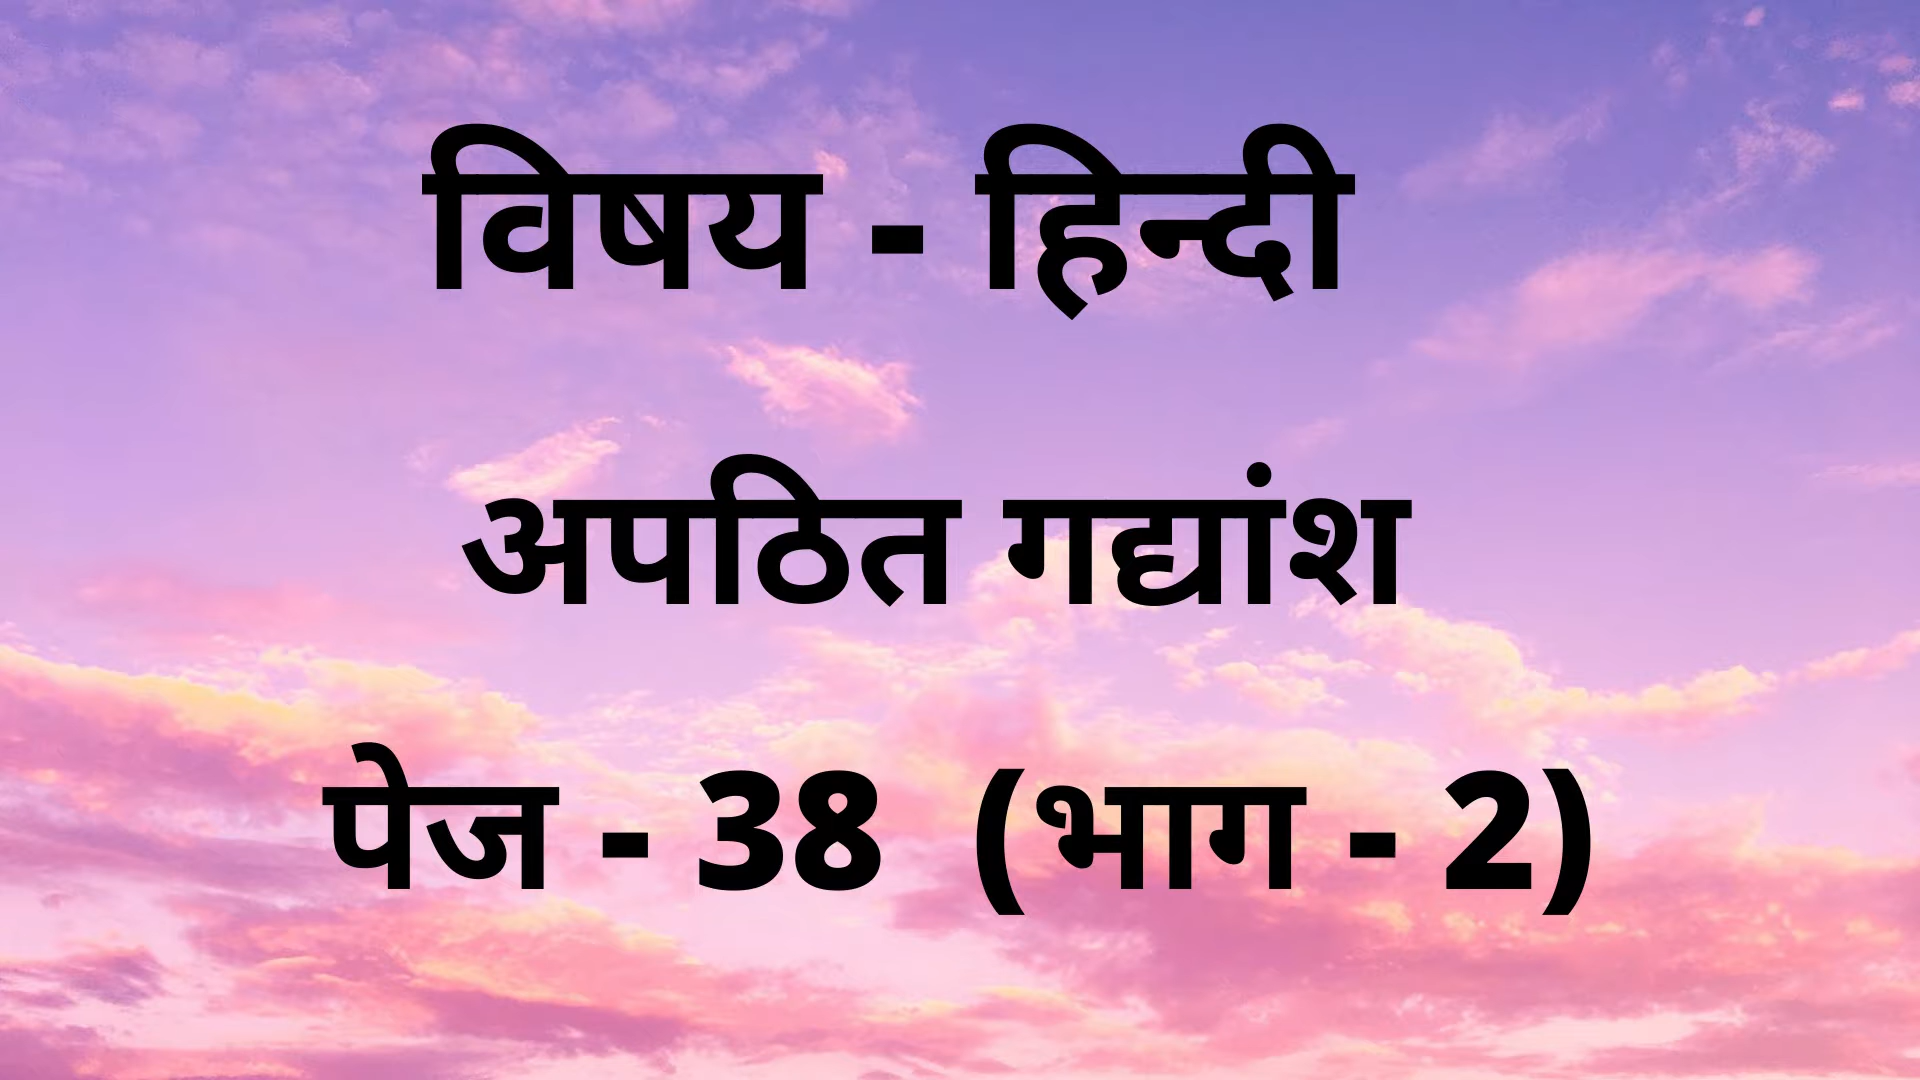 विषय - हिन्दी
अपठित गद्यांश
पेज - 38 (भाग - 2)